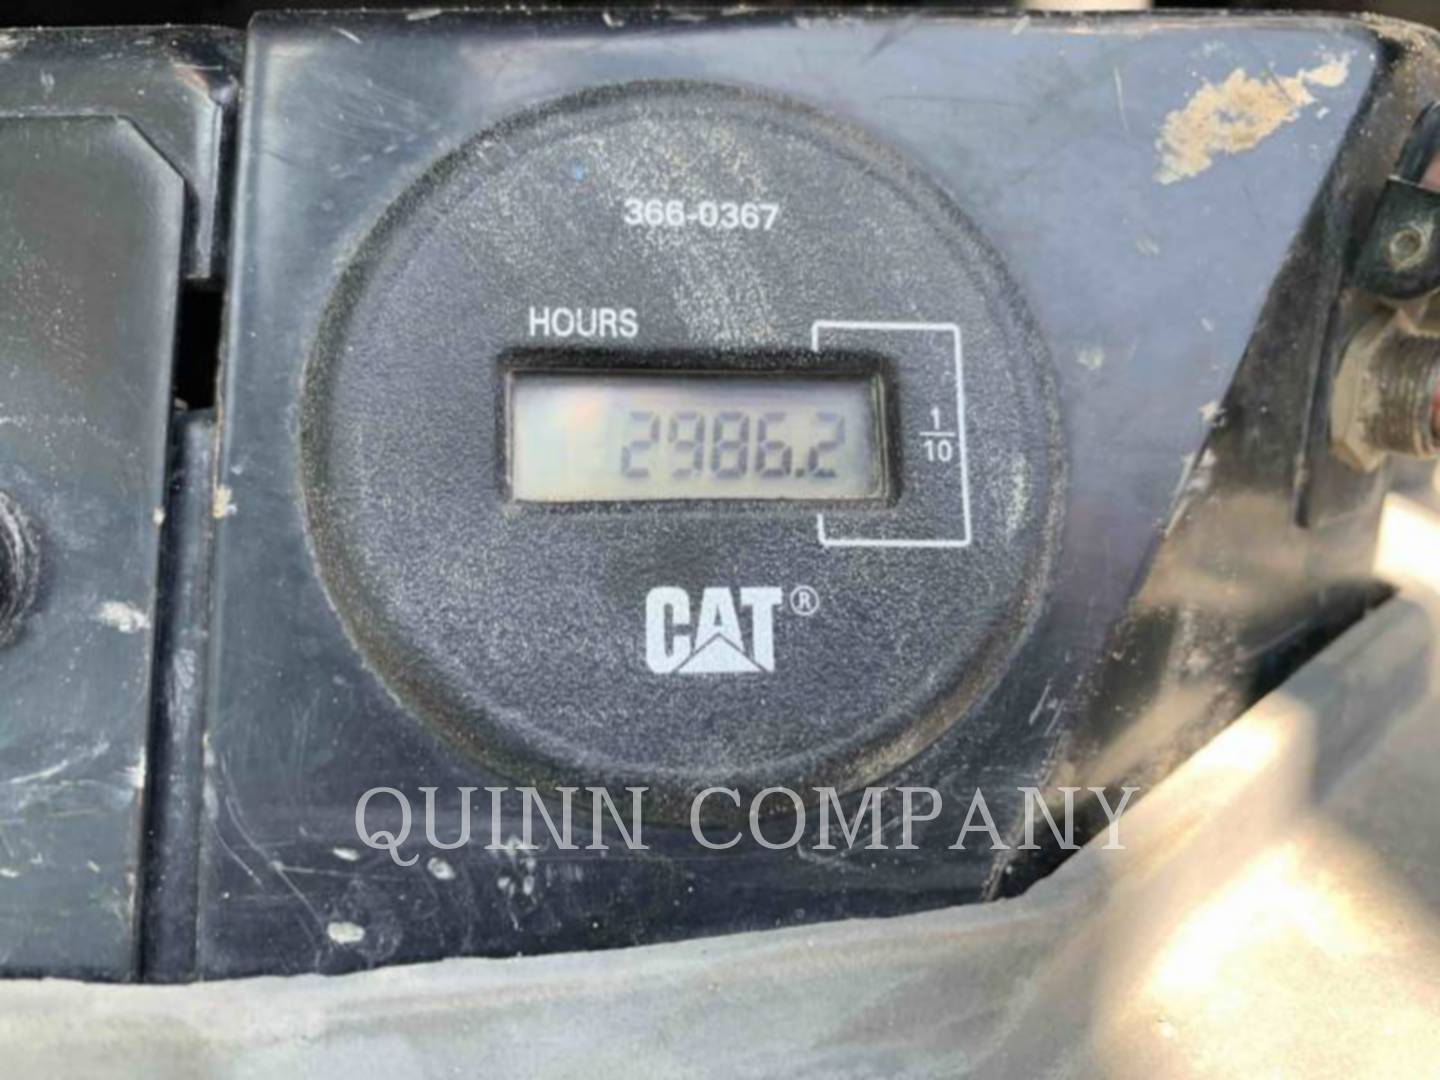 366-0367
HOURS
2986.2
1/10
CAT®
QUINN COMPANY